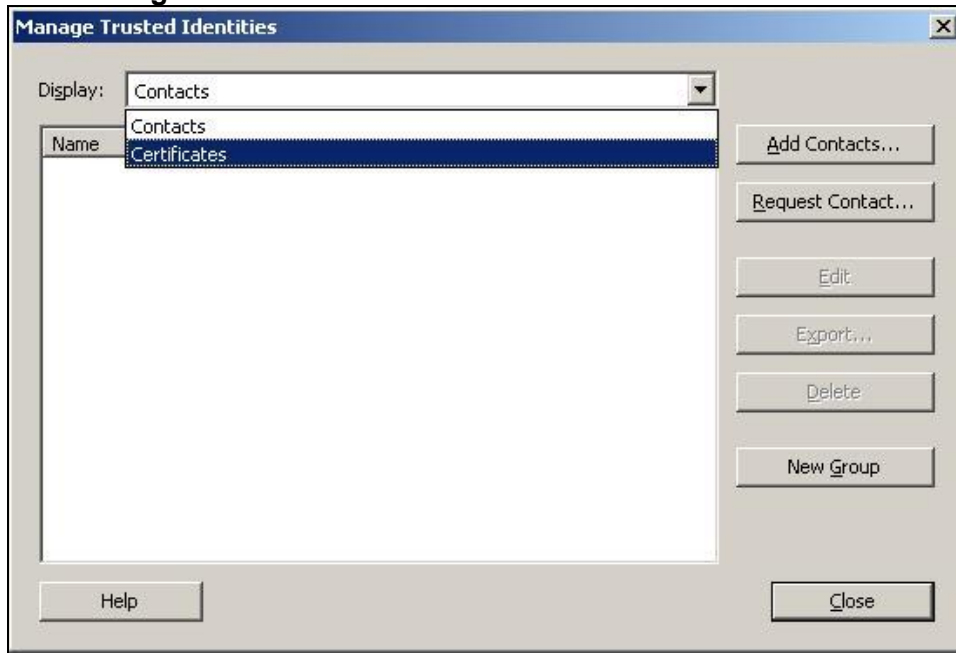 Manage Trusted Identities
Display: Contacts
Contacts
Certificates
Name
Add Contacts...
Request Contact...
Edit
Export...
Delete
New Group
Help
Close